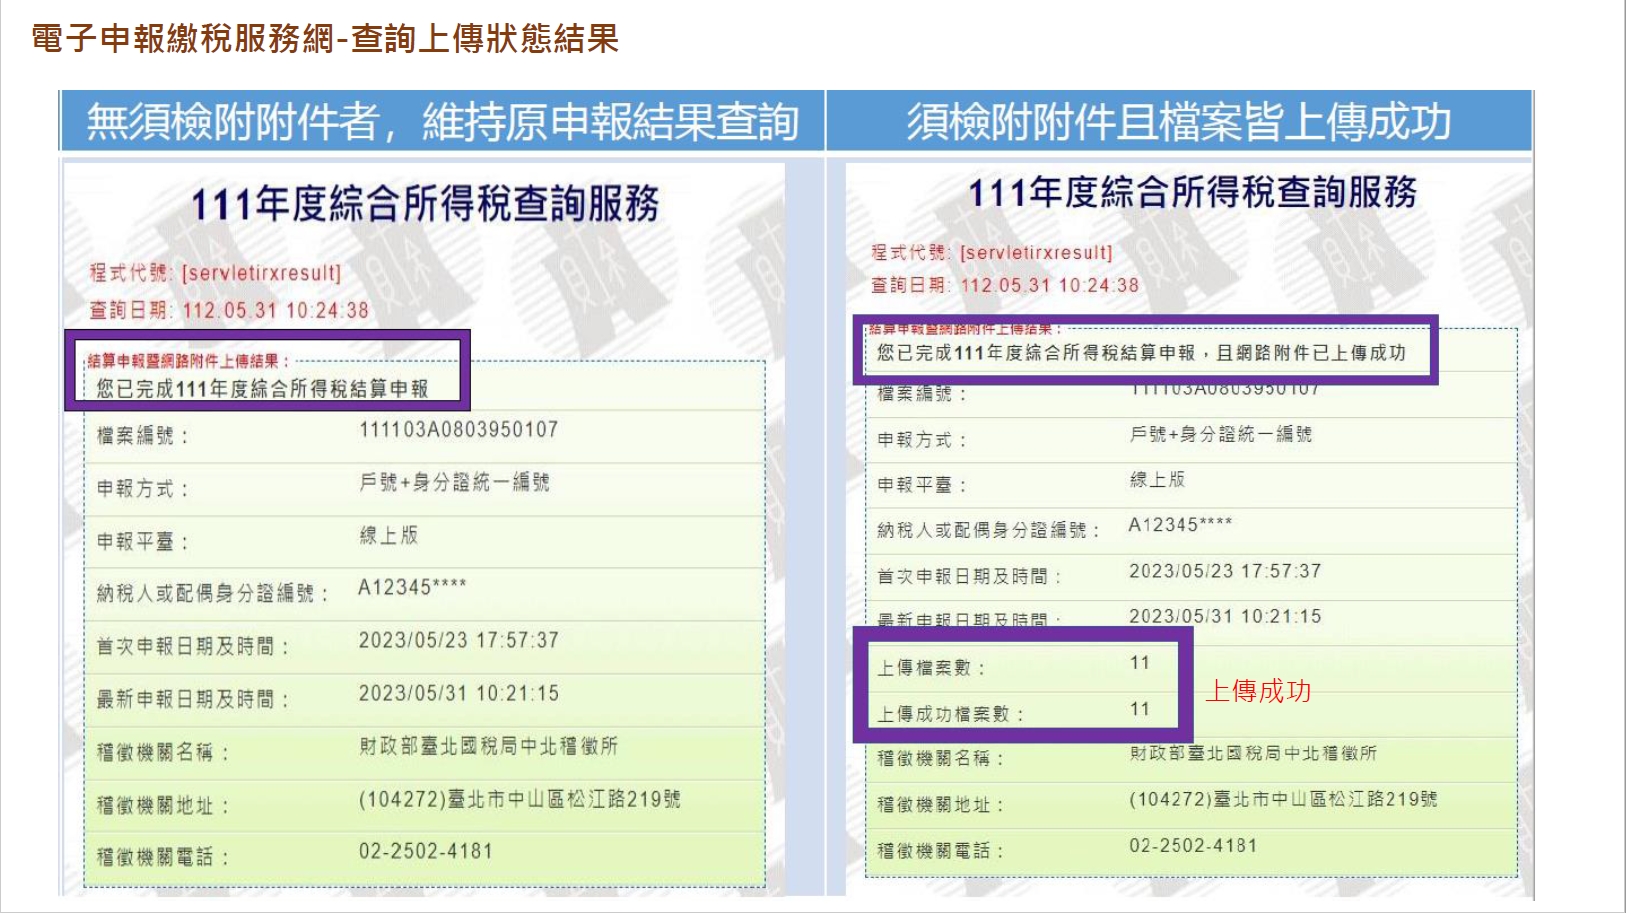 電子申報繳稅服務網-查詢上傳狀態結果
無須檢附附件者，維持原申報結果查詢
111年度綜合所得稅查詢服務
程式代號: [servletirxresult]
查詢日期: 112.05.31 10:24:38
結算申報暨網路附件上傳結果：
您已完成111年度綜合所得稅結算申報
檔案編號： 111103A0803950107
申報方式： 戶號+身分證統一編號
申報平臺： 線上版
納稅人或配偶身分證編號： A12345****
首次申報日期及時間： 2023/05/23 17:57:37
最新申報日期及時間： 2023/05/31 10:21:15
稽徵機關名稱： 財政部臺北國稅局中北稽徵所
稽徵機關地址： (104272)臺北市中山區松江路219號
稽徵機關電話： 02-2502-4181
須檢附附件且檔案皆上傳成功
111年度綜合所得稅查詢服務
程式代號: [servletirxresult]
查詢日期: 112.05.31 10:24:38
結算申報暨網路附件上傳結果：
您已完成111年度綜合所得稅結算申報，且網路附件已上傳成功
檔案編號： 111103A0803950107
申報方式： 戶號+身分證統一編號
申報平臺： 線上版
納稅人或配偶身分證編號： A12345****
首次申報日期及時間： 2023/05/23 17:57:37
最新申報日期及時間： 2023/05/31 10:21:15
上傳檔案數： 11
上傳成功檔案數： 11
上傳成功
稽徵機關名稱： 財政部臺北國稅局中北稽徵所
稽徵機關地址： (104272)臺北市中山區松江路219號
稽徵機關電話： 02-2502-4181